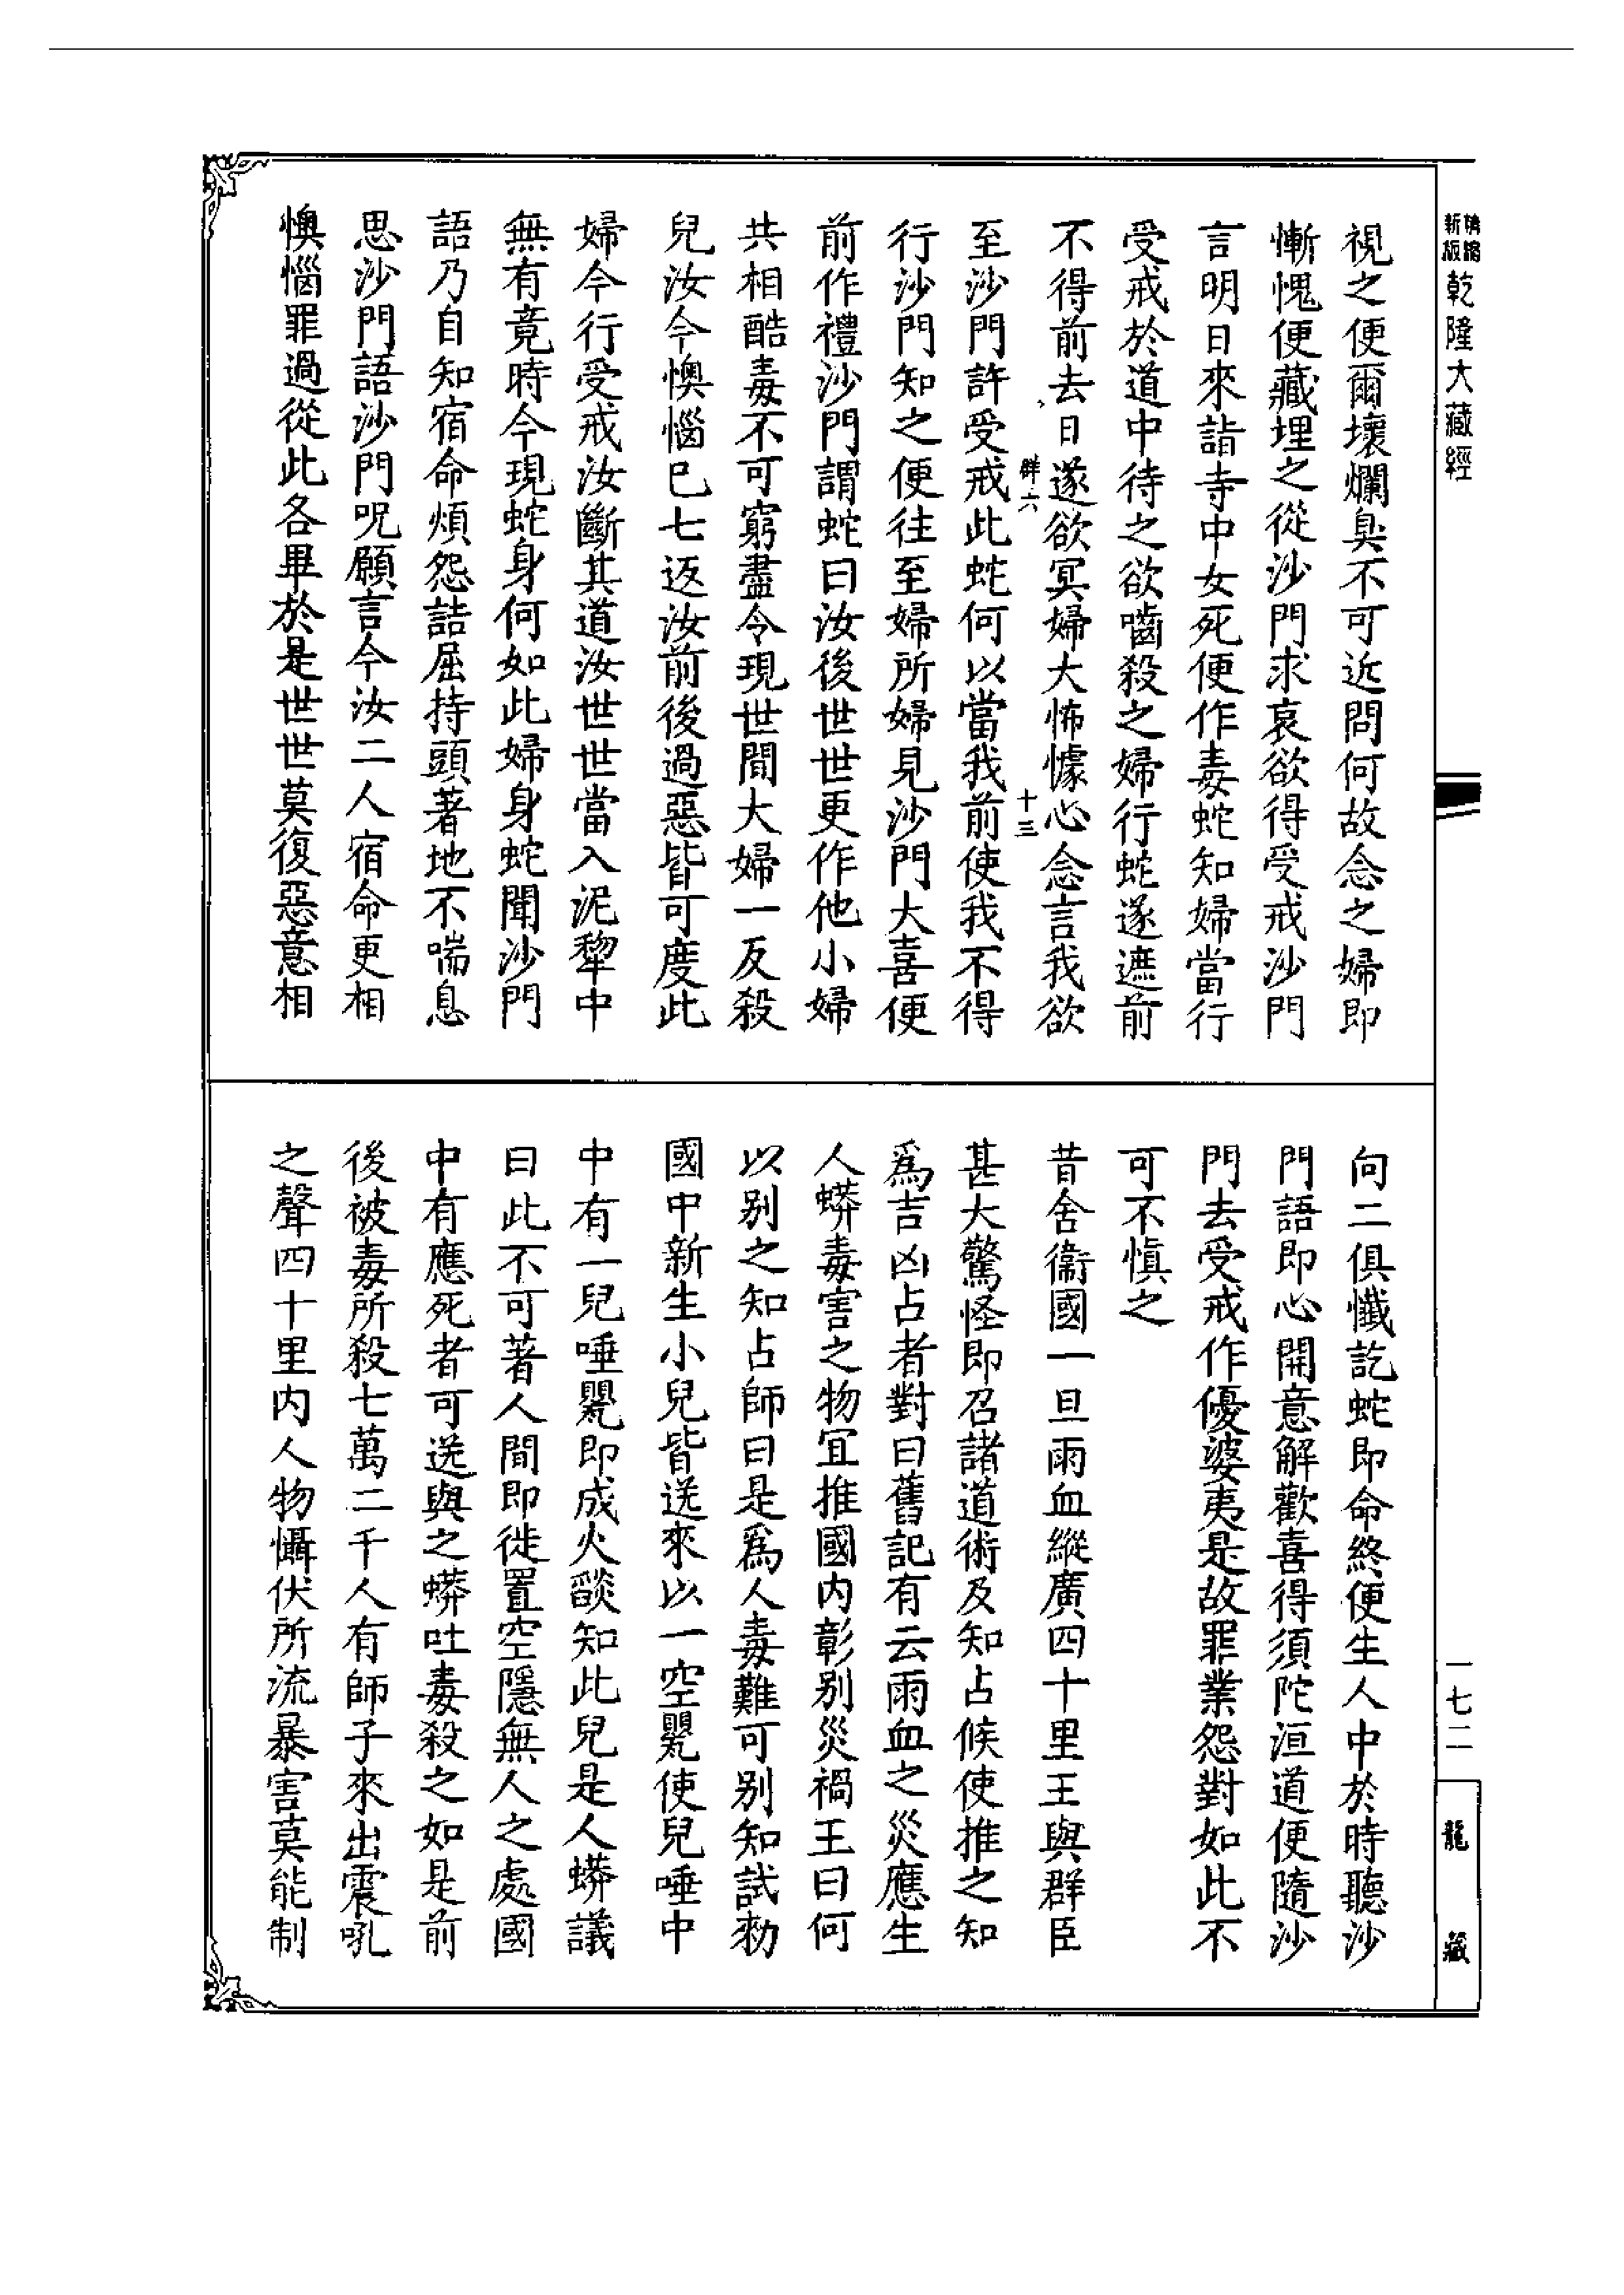 精縮
新版
乾隆大藏經
視之便爾壞爛臭不可近問何故念之婦即
慚愧便藏埋之從沙門求哀欲得受戒沙門
言明日來詣寺中女死便作毒蛇知婦當行
受戒於道中待之欲嚙殺之婦行蛇遂遮前
不得前去日遂欲冥婦大怖懅心念言我欲
群六
十三
至沙門許受戒此蛇何以當我前使我不得
行沙門知之便往至婦所婦見沙門大喜便
前作禮沙門謂蛇曰汝後世世更作他小婦
共相酷毒不可窮盡令現世間大婦一反殺
兒汝今懊惱已七返汝前後過惡皆可度此
婦今行受戒汝斷其道汝世世當入泥犂中
無有竟時今現蛇身何如此婦身蛇聞沙門
語乃自知宿命煩怨詰屈持頭著地不喘息
思沙門語沙門呪願言今汝二人宿命更相
懊惱罪過從此各畢於是世世莫復惡意相
向二俱懺訖蛇即命終便生人中於時聽沙
門語即心開意解歡喜得須陀洹道便隨沙
門去受戒作優婆夷是故罪業怨對如此不
可不慎之
昔舍衞國一旦雨血縱廣四十里王與群臣
甚大驚怪即召諸道術及知占候使推之知
爲吉凶占者對曰舊記有云雨血之災應生
人蟒毒害之物宜推國内彰别災禍王曰何
以别之知占師曰是爲人毒難可别知試勑
國中新生小兒皆送來以一空甖使兒唾中
中有一兒唾甖即成火燄知此兒是人蟒議
曰此不可著人間即徙置空隱無人之處國
中有應死者可送與之蟒吐毒殺之如是前
後被毒所殺七萬二千人有師子來出震吼
之聲四十里内人物懾伏所流暴害莫能制
一七二
龍藏